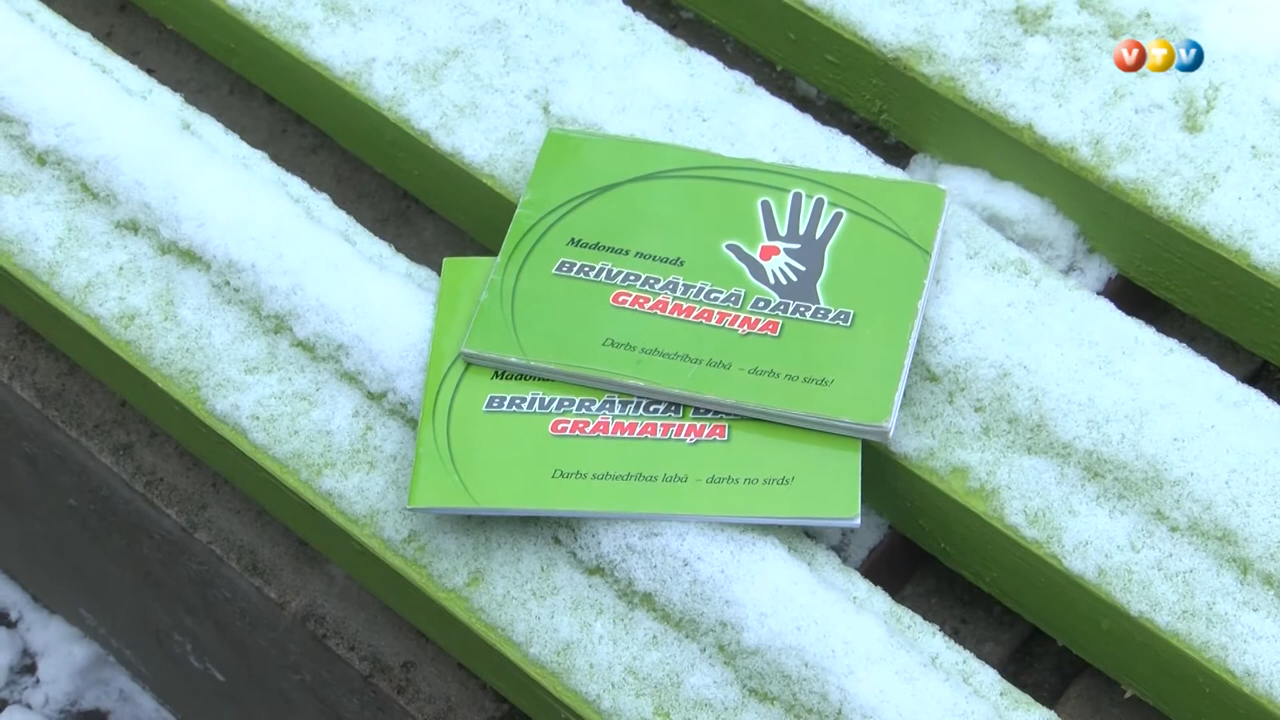 VTV
Madonas novads
BRĪVPRĀTĪGĀ DARBA
GRĀMATIŅA
Darbs sabiedrības labā – darbs no sirds!
BRĪVPRĀTĪGĀ
GRĀMATIŅA
Darbs sabiedrības labā – darbs no sirds!